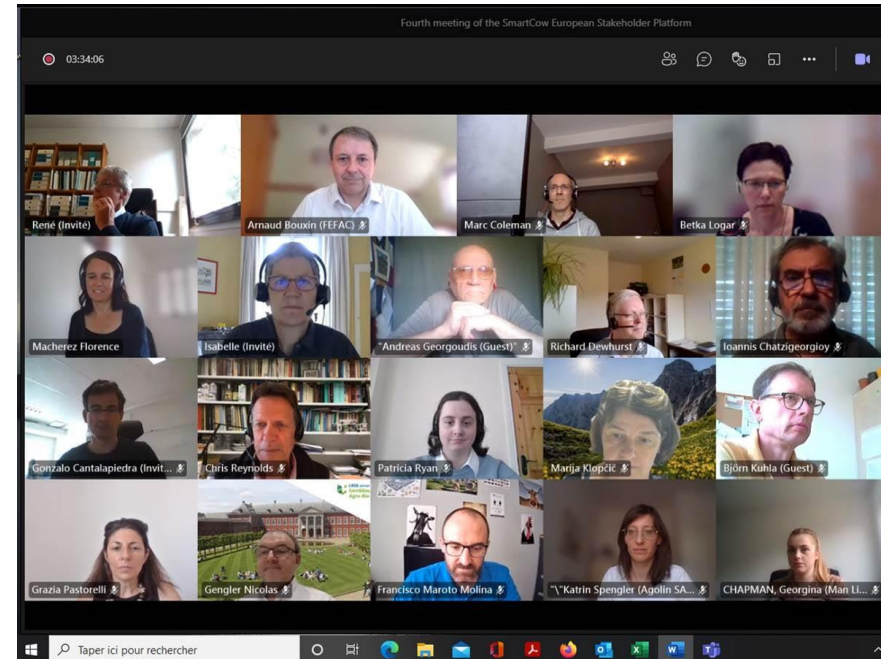 Fourth meeting of the SmartCow European Stakeholder Platform
03:34:06
René (Invité)
Arnaud Bouxin (FEFAC)
Marc Coleman
Betka Logar
Macherez Florence
Isabelle (Invité)
"Andreas Georgoudis (Guest)"
Richard Dewhurst
Ioannis Chatzigeorgioy
Gonzalo Cantalapiedra (Invit...
Chris Reynolds
Patricia Ryan
Marija Klopčič
Björn Kuhla (Guest)
Grazia Pastorelli
Gengler Nicolas
Francisco Maroto Molina
"\"Katrin Spengler (Agolin SA...
CHAPMAN, Georgina (Man Li...
Taper ici pour rechercher